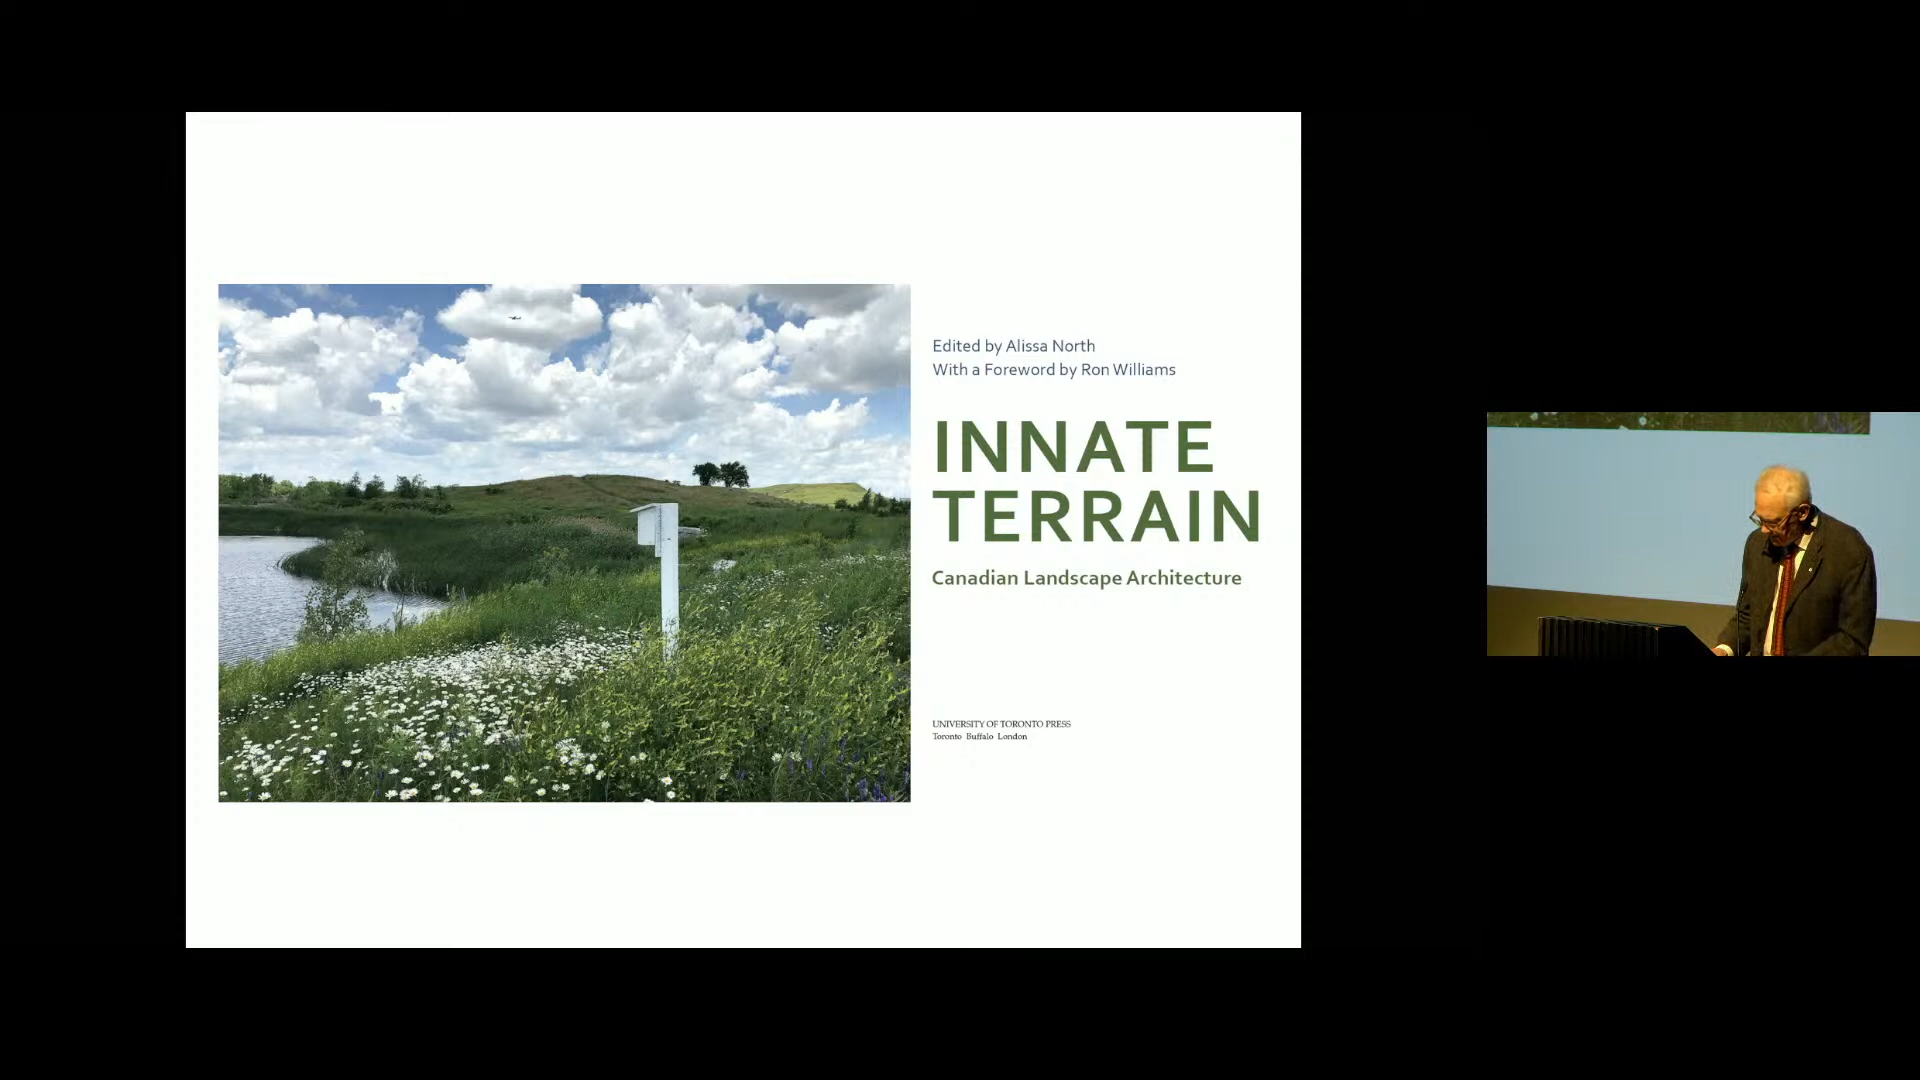 Edited by Alissa North
With a Foreword by Ron Williams
INNATE
TERRAIN
Canadian Landscape Architecture
UNIVERSITY OF TORONTO PRESS
Toronto Buffalo London